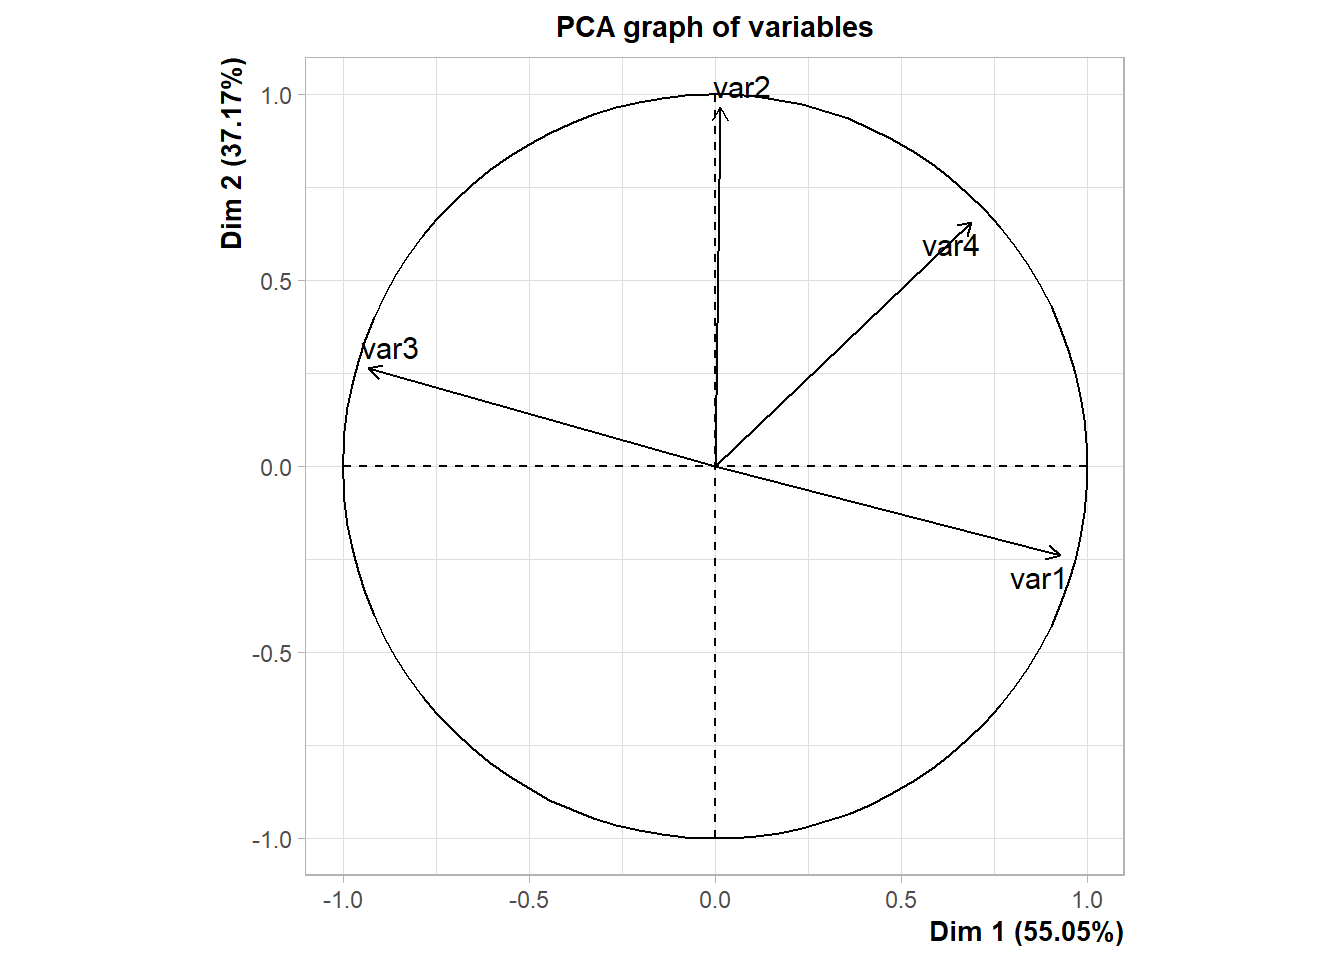 PCA graph of variables
Dim 2 (37.17%)
1.0
0.5
0.0
-0.5
-1.0
var2
var4
var3
var1
-1.0
-0.5
0.0
0.5
1.0
Dim 1 (55.05%)